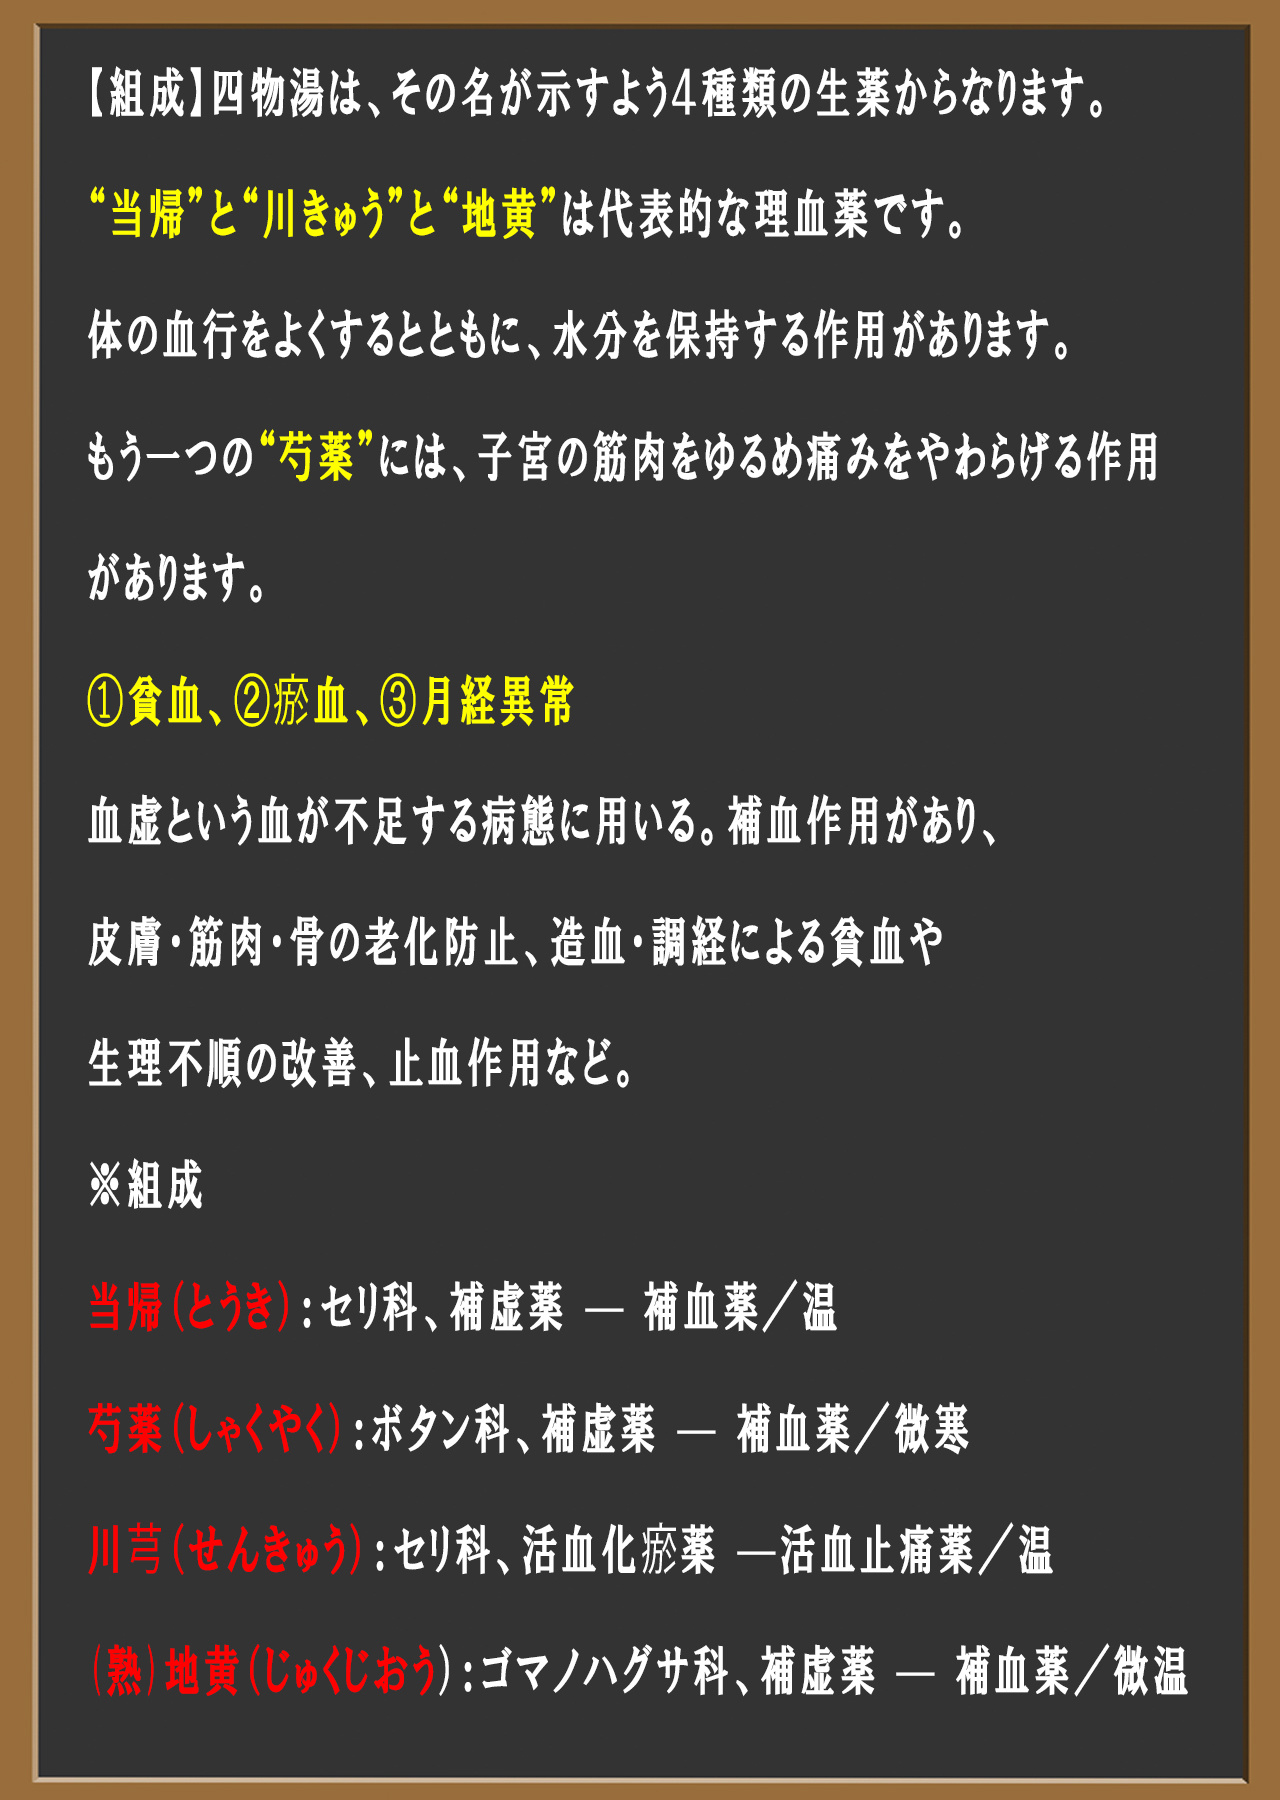 【組成】四物湯は、その名が示すよう4種類の生薬からなります。
“当帰”と“川きゅう”と“地黄”は代表的な理血薬です。
体の血行をよくするとともに、水分を保持する作用があります。
もう一つの“芍薬”には、子宮の筋肉をゆるめ痛みをやわらげる作用
があります。
①貧血、②瘀血、③月経異常
血虚という血が不足する病態に用いる。補血作用があり、
皮膚・筋肉・骨の老化防止、造血・調経による貧血や
生理不順の改善、止血作用など。
※組成
当帰(とうき):セリ科、補虚薬 ― 補血薬／温
芍薬(しゃくやく):ボタン科、補虚薬 ― 補血薬／微寒
川芎(せんきゅう):セリ科、活血化瘀薬 ―活血止痛薬／温
(熟)地黄(じゅくじおう):ゴマノハグサ科、補虚薬 ― 補血薬／微温